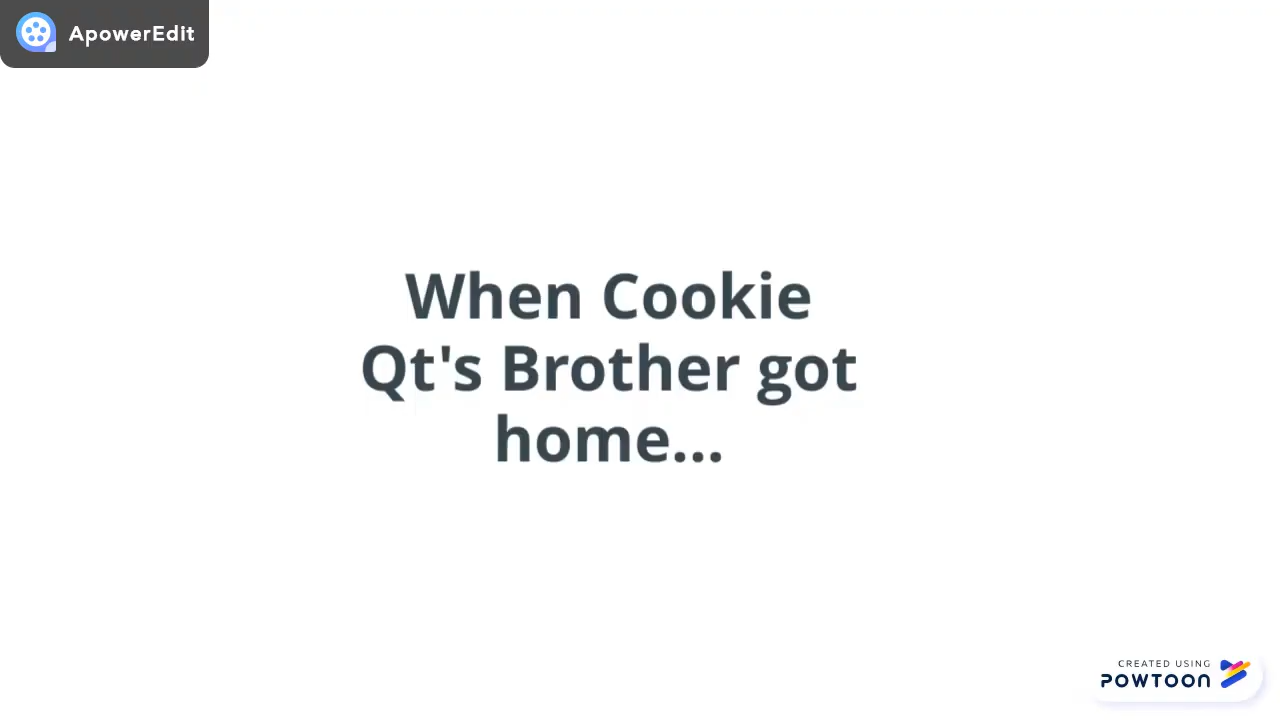 ApowerEdit
When Cookie
Qt's Brother got
home...
CREATED USING
POWTOON